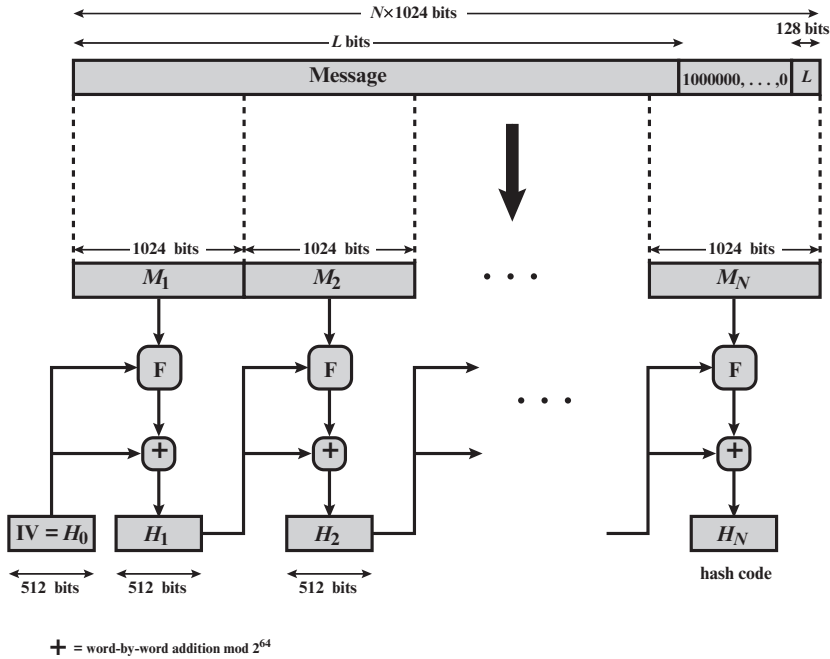 N×1024 bits
L bits
128 bits
Message
1000000, . . . ,0
L
1024 bits
1024 bits
1024 bits
M1
M2
. . .
MN
F
F
F
. . .
+
+
+
IV = H0
H1
H2
HN
512 bits
512 bits
512 bits
hash code
+ = word-by-word addition mod 2^64